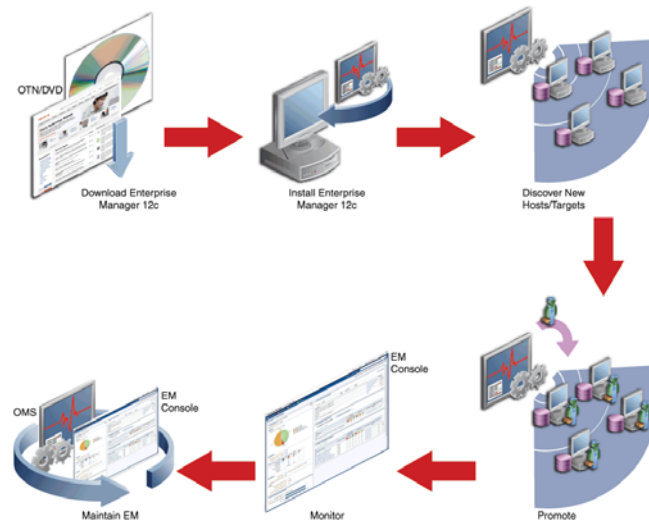 OTN/DVD
Download Enterprise
Manager 12c
Install Enterprise
Manager 12c
Discover New
Hosts/Targets
OMS
EM
Console
EM
Console
Maintain EM
Monitor
Promote